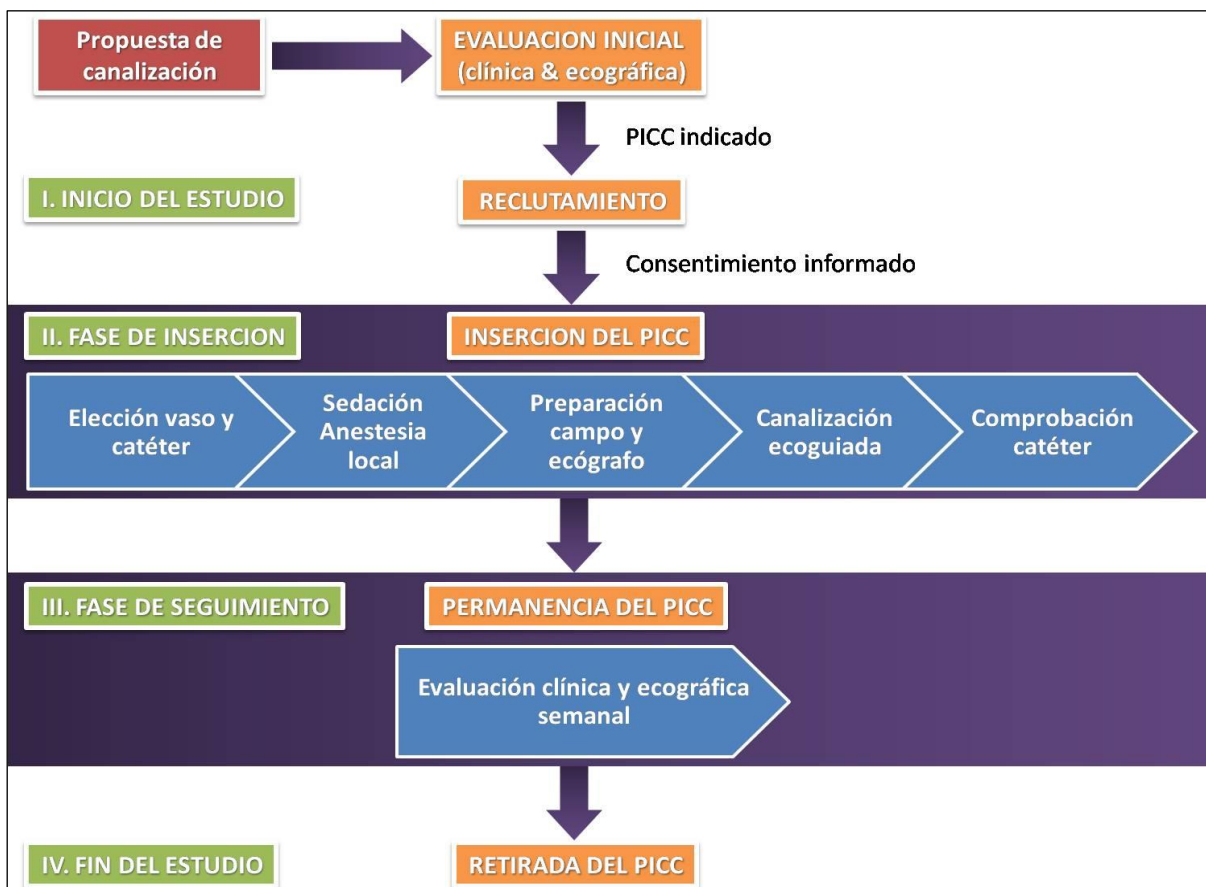 Propuesta de
canalización
EVALUACION INICIAL
(clínica & ecográfica)
PICC indicado
I. INICIO DEL ESTUDIO
RECLUTAMIENTO
Consentimiento informado
II. FASE DE INSERCION
INSERCION DEL PICC
Elección vaso y
catéter
Sedación
Anestesia
local
Preparación
campo y
ecógrafo
Canalización
ecoguiada
Comprobación
catéter
III. FASE DE SEGUIMIENTO
PERMANENCIA DEL PICC
Evaluación clínica y ecográfica
semanal
IV. FIN DEL ESTUDIO
RETIRADA DEL PICC